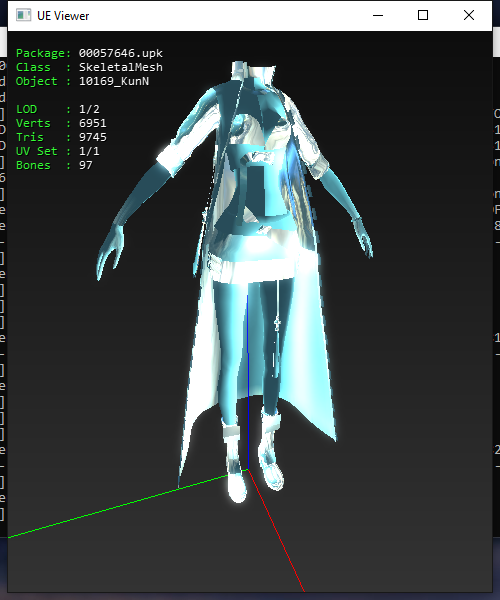 UE Viewer
Package: 00057646.upk
Class  : SkeletalMesh
Object : 10169_KunN
LOD    : 1/2
Verts  : 6951
Tris   : 9745
UV Set : 1/1
Bones  : 97